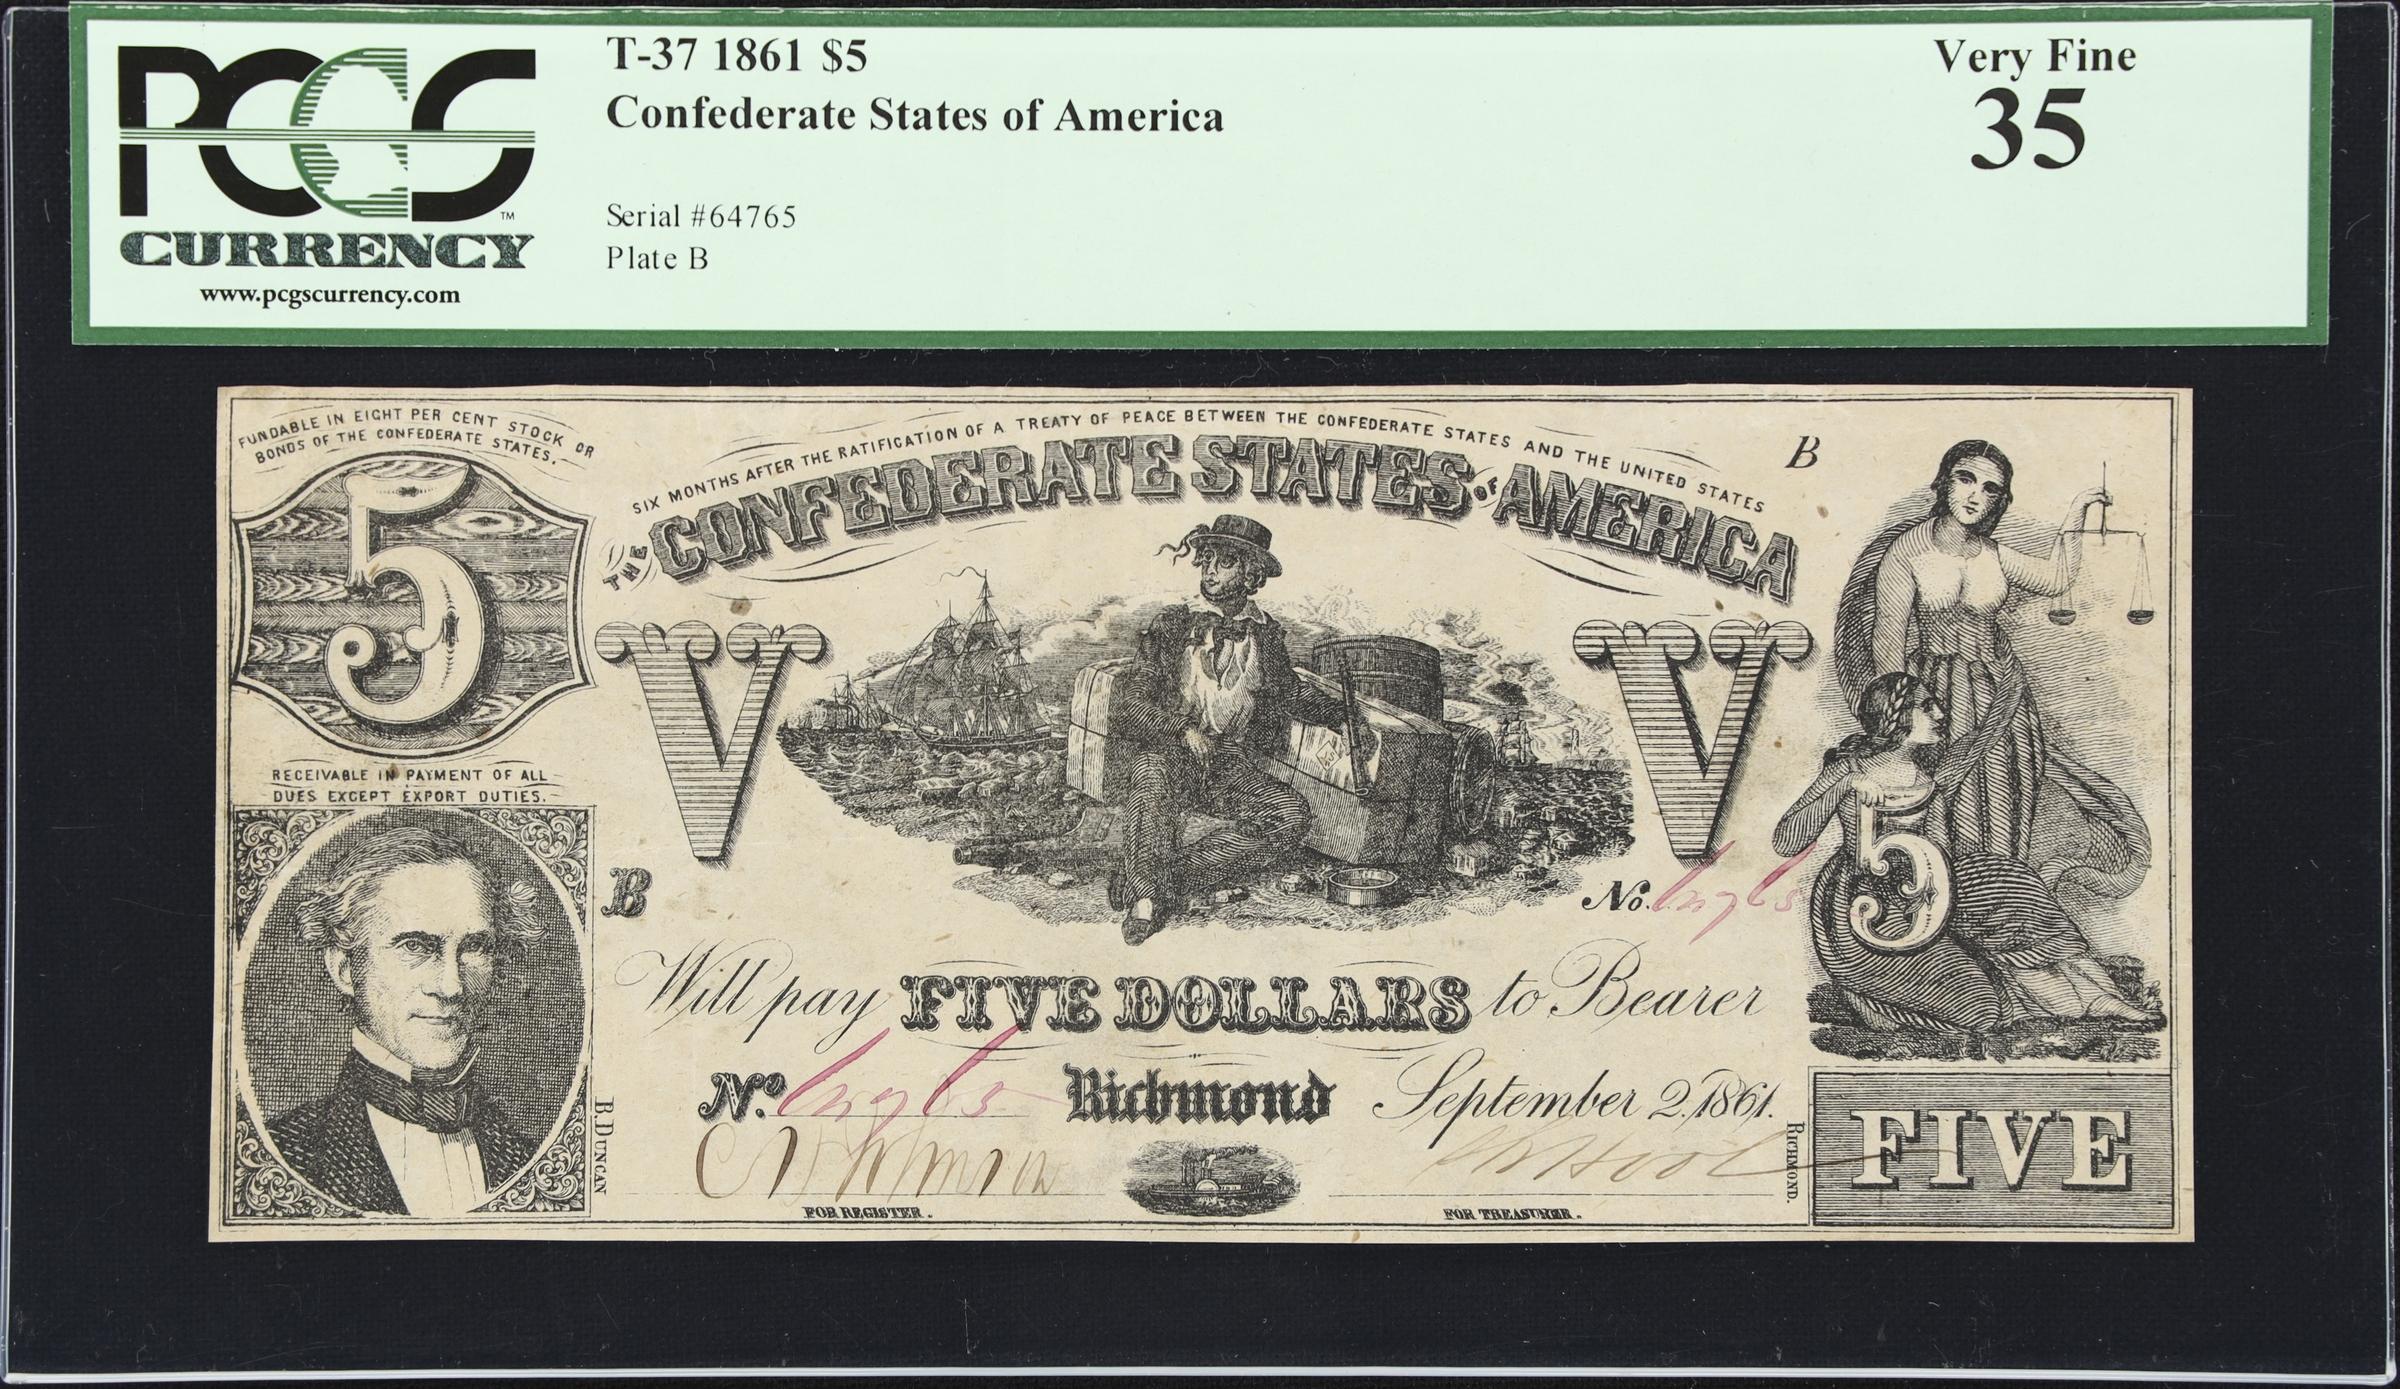 PCGS™
CURRENCY
www.pcgscurrency.com
T-37 1861 $5
Confederate States of America
Serial #64765
Plate B
Very Fine
35
FUNDABLE IN EIGHT PER CENT STOCK OR
BONDS OF THE CONFEDERATE STATES.
5
RECEIVABLE IN PAYMENT OF ALL
DUES EXCEPT EXPORT DUTIES.
SIX MONTHS AFTER THE RATIFICATION OF A TREATY OF PEACE BETWEEN THE CONFEDERATE STATES AND THE UNITED STATES
B
THE CONFEDERATE STATES OF AMERICA
V V
5
B
No. 64765
Will pay FIVE DOLLARS to Bearer
No. 64765 Richmond September 2, 1861.
B. DUNCAN
RICHMOND.
FOR REGISTER.
FOR TREASURER.
FIVE